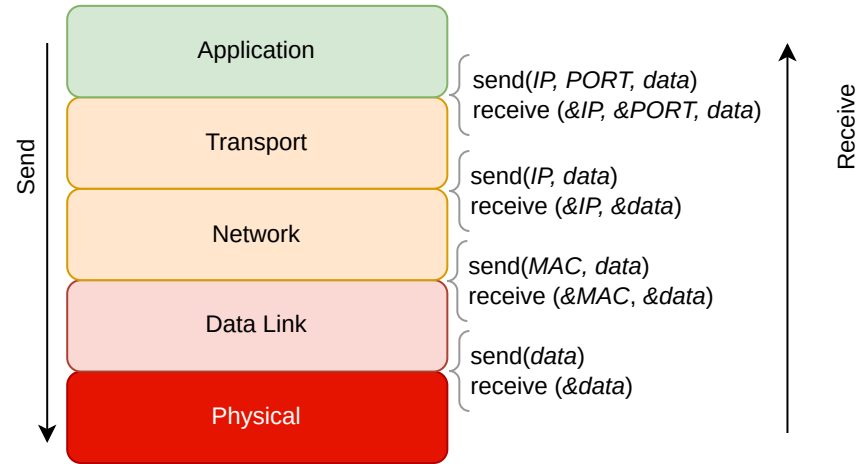 Application
send(IP, PORT, data)
receive (&IP, &PORT, data)
Transport
send(IP, data)
receive (&IP, &data)
Network
send(MAC, data)
receive (&MAC, &data)
Data Link
send(data)
receive (&data)
Physical
Send
Receive